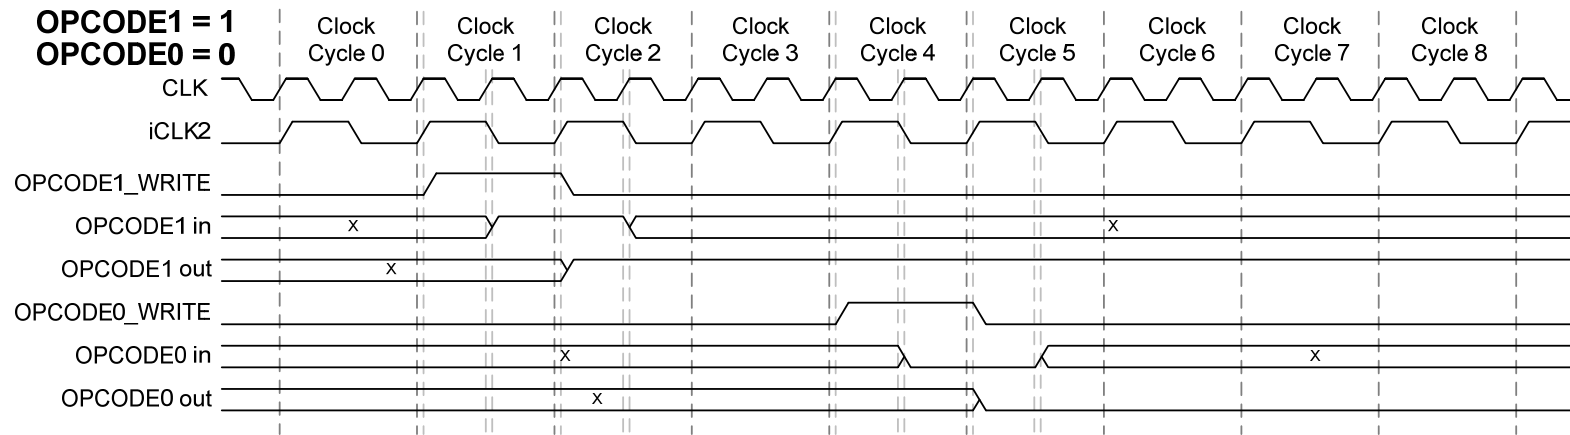 OPCODE1 = 1
OPCODE0 = 0
Clock Cycle 0
Clock Cycle 1
Clock Cycle 2
Clock Cycle 3
Clock Cycle 4
Clock Cycle 5
Clock Cycle 6
Clock Cycle 7
Clock Cycle 8
CLK
iCLK2
OPCODE1_WRITE
OPCODE1 in
x
x
OPCODE1 out
x
OPCODE0_WRITE
OPCODE0 in
x
x
OPCODE0 out
x